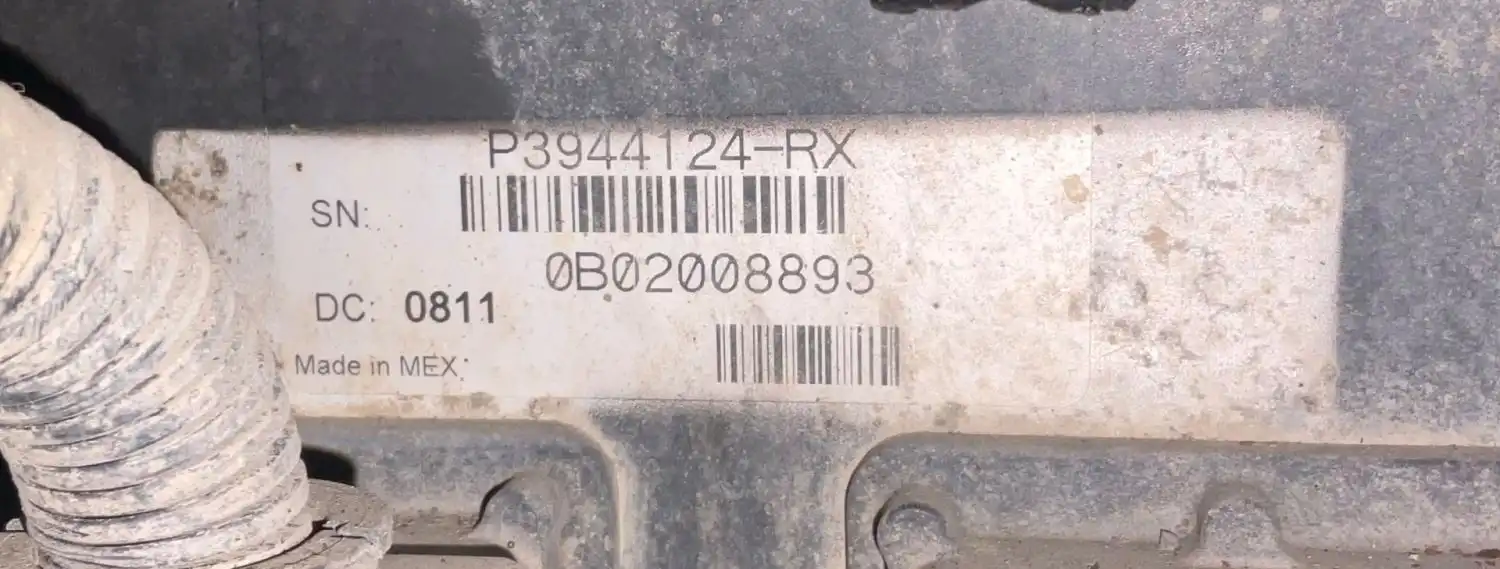 P3944124-RX
SN:
0B02008893
DC: 0811
Made in MEX.